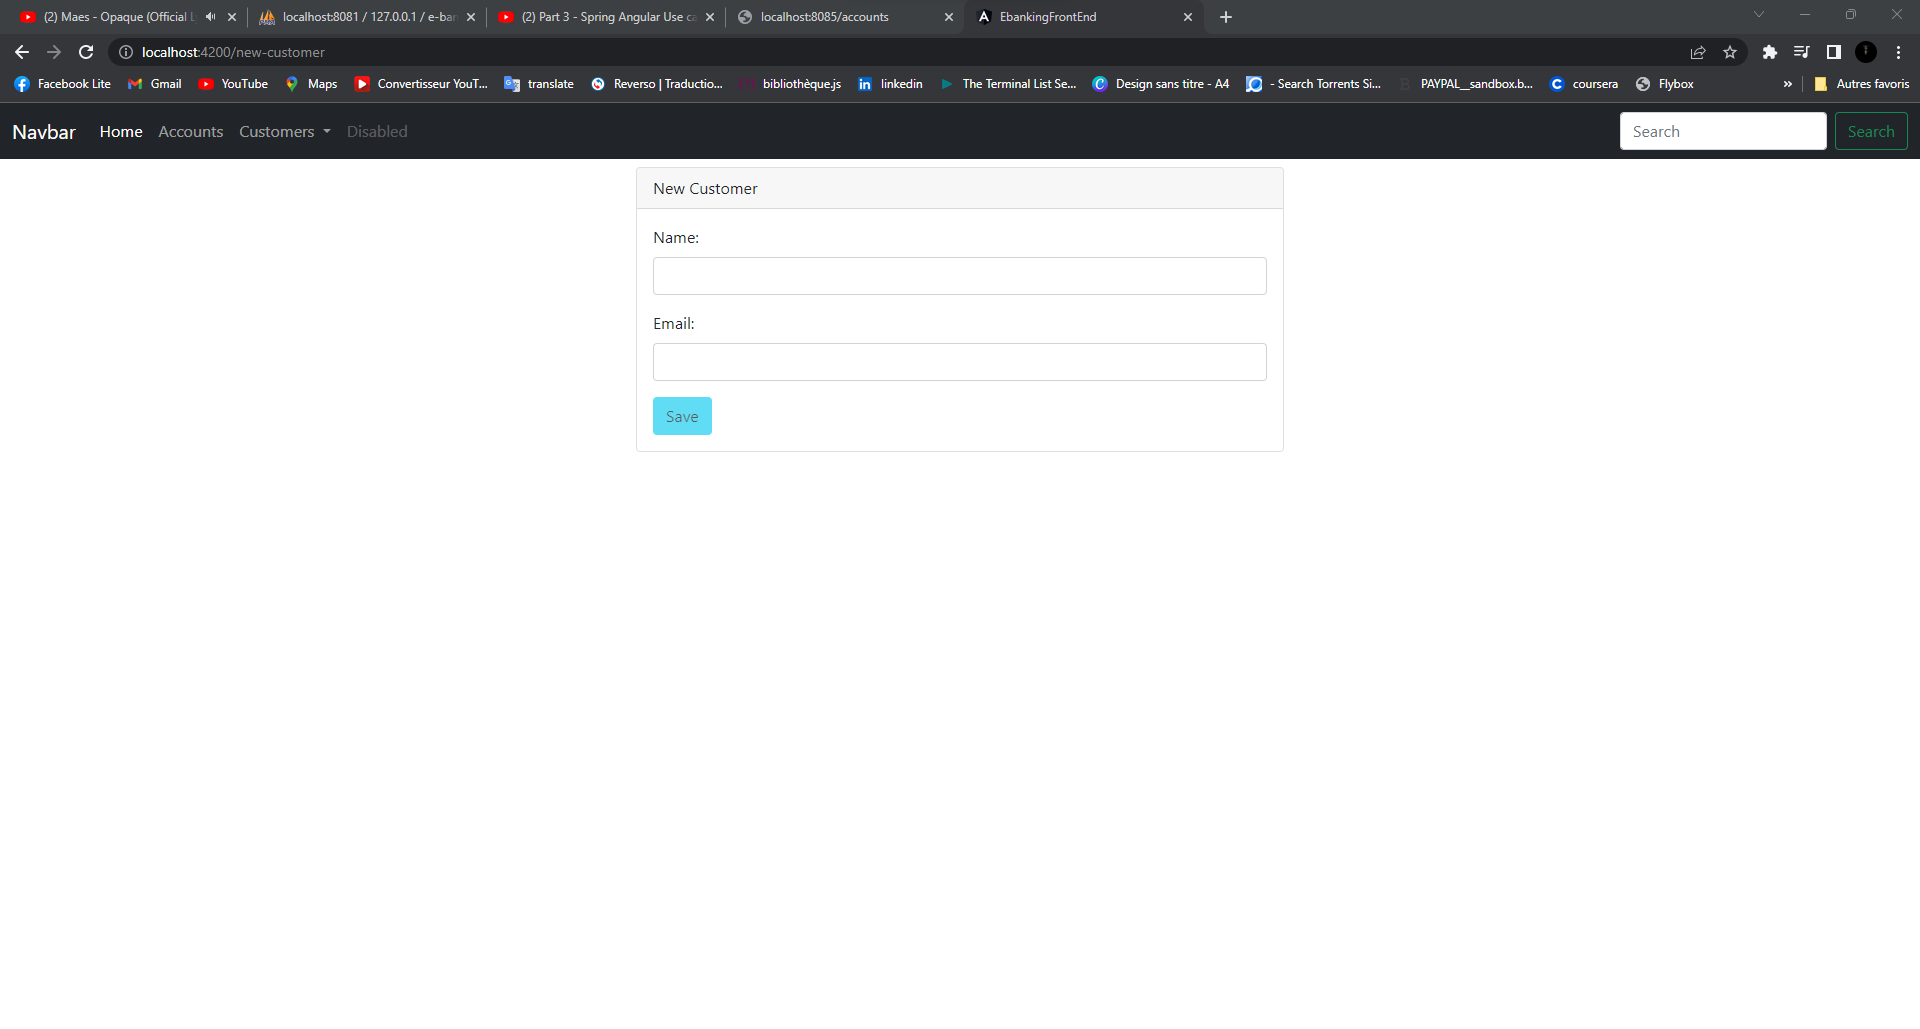 (2) Maes - Opaque (Official L
localhost:8081 / 127.0.0.1 / e-ban
(2) Part 3 - Spring Angular Use ca
localhost:8085/accounts
EbankingFrontEnd
localhost:4200/new-customer
Facebook Lite
Gmail
YouTube
Maps
Convertisseur YouT...
translate
Reverso | Traductio...
bibliothèque.js
linkedin
The Terminal List Se...
Design sans titre - A4
- Search Torrents Si...
PAYPAL_sandbox.b...
coursera
Flybox
»
Autres favoris
Navbar Home Accounts Customers Disabled Search Search
New Customer
Name:
Email:
Save